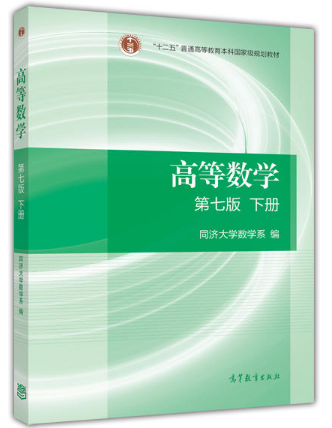 "十二五"普通高等教育本科国家级规划教材
高等数学
第七版 下册
同济大学数学系 编
高等教育出版社
高等数学
第七版 下册
同济大学数学系 编